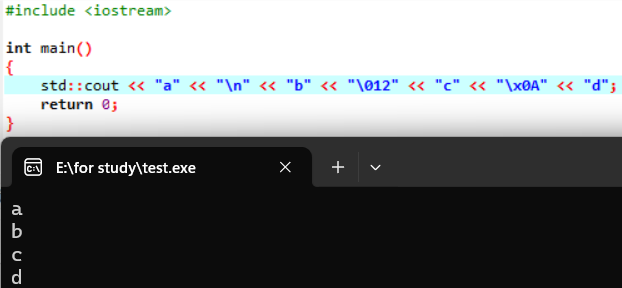 #include <iostream>
int main()
{
std::cout << "a" << "\n" << "b" << "\012" << "c" << "\x0A" << "d";
return 0;
}
E:\for study\test.exe
a
b
c
d